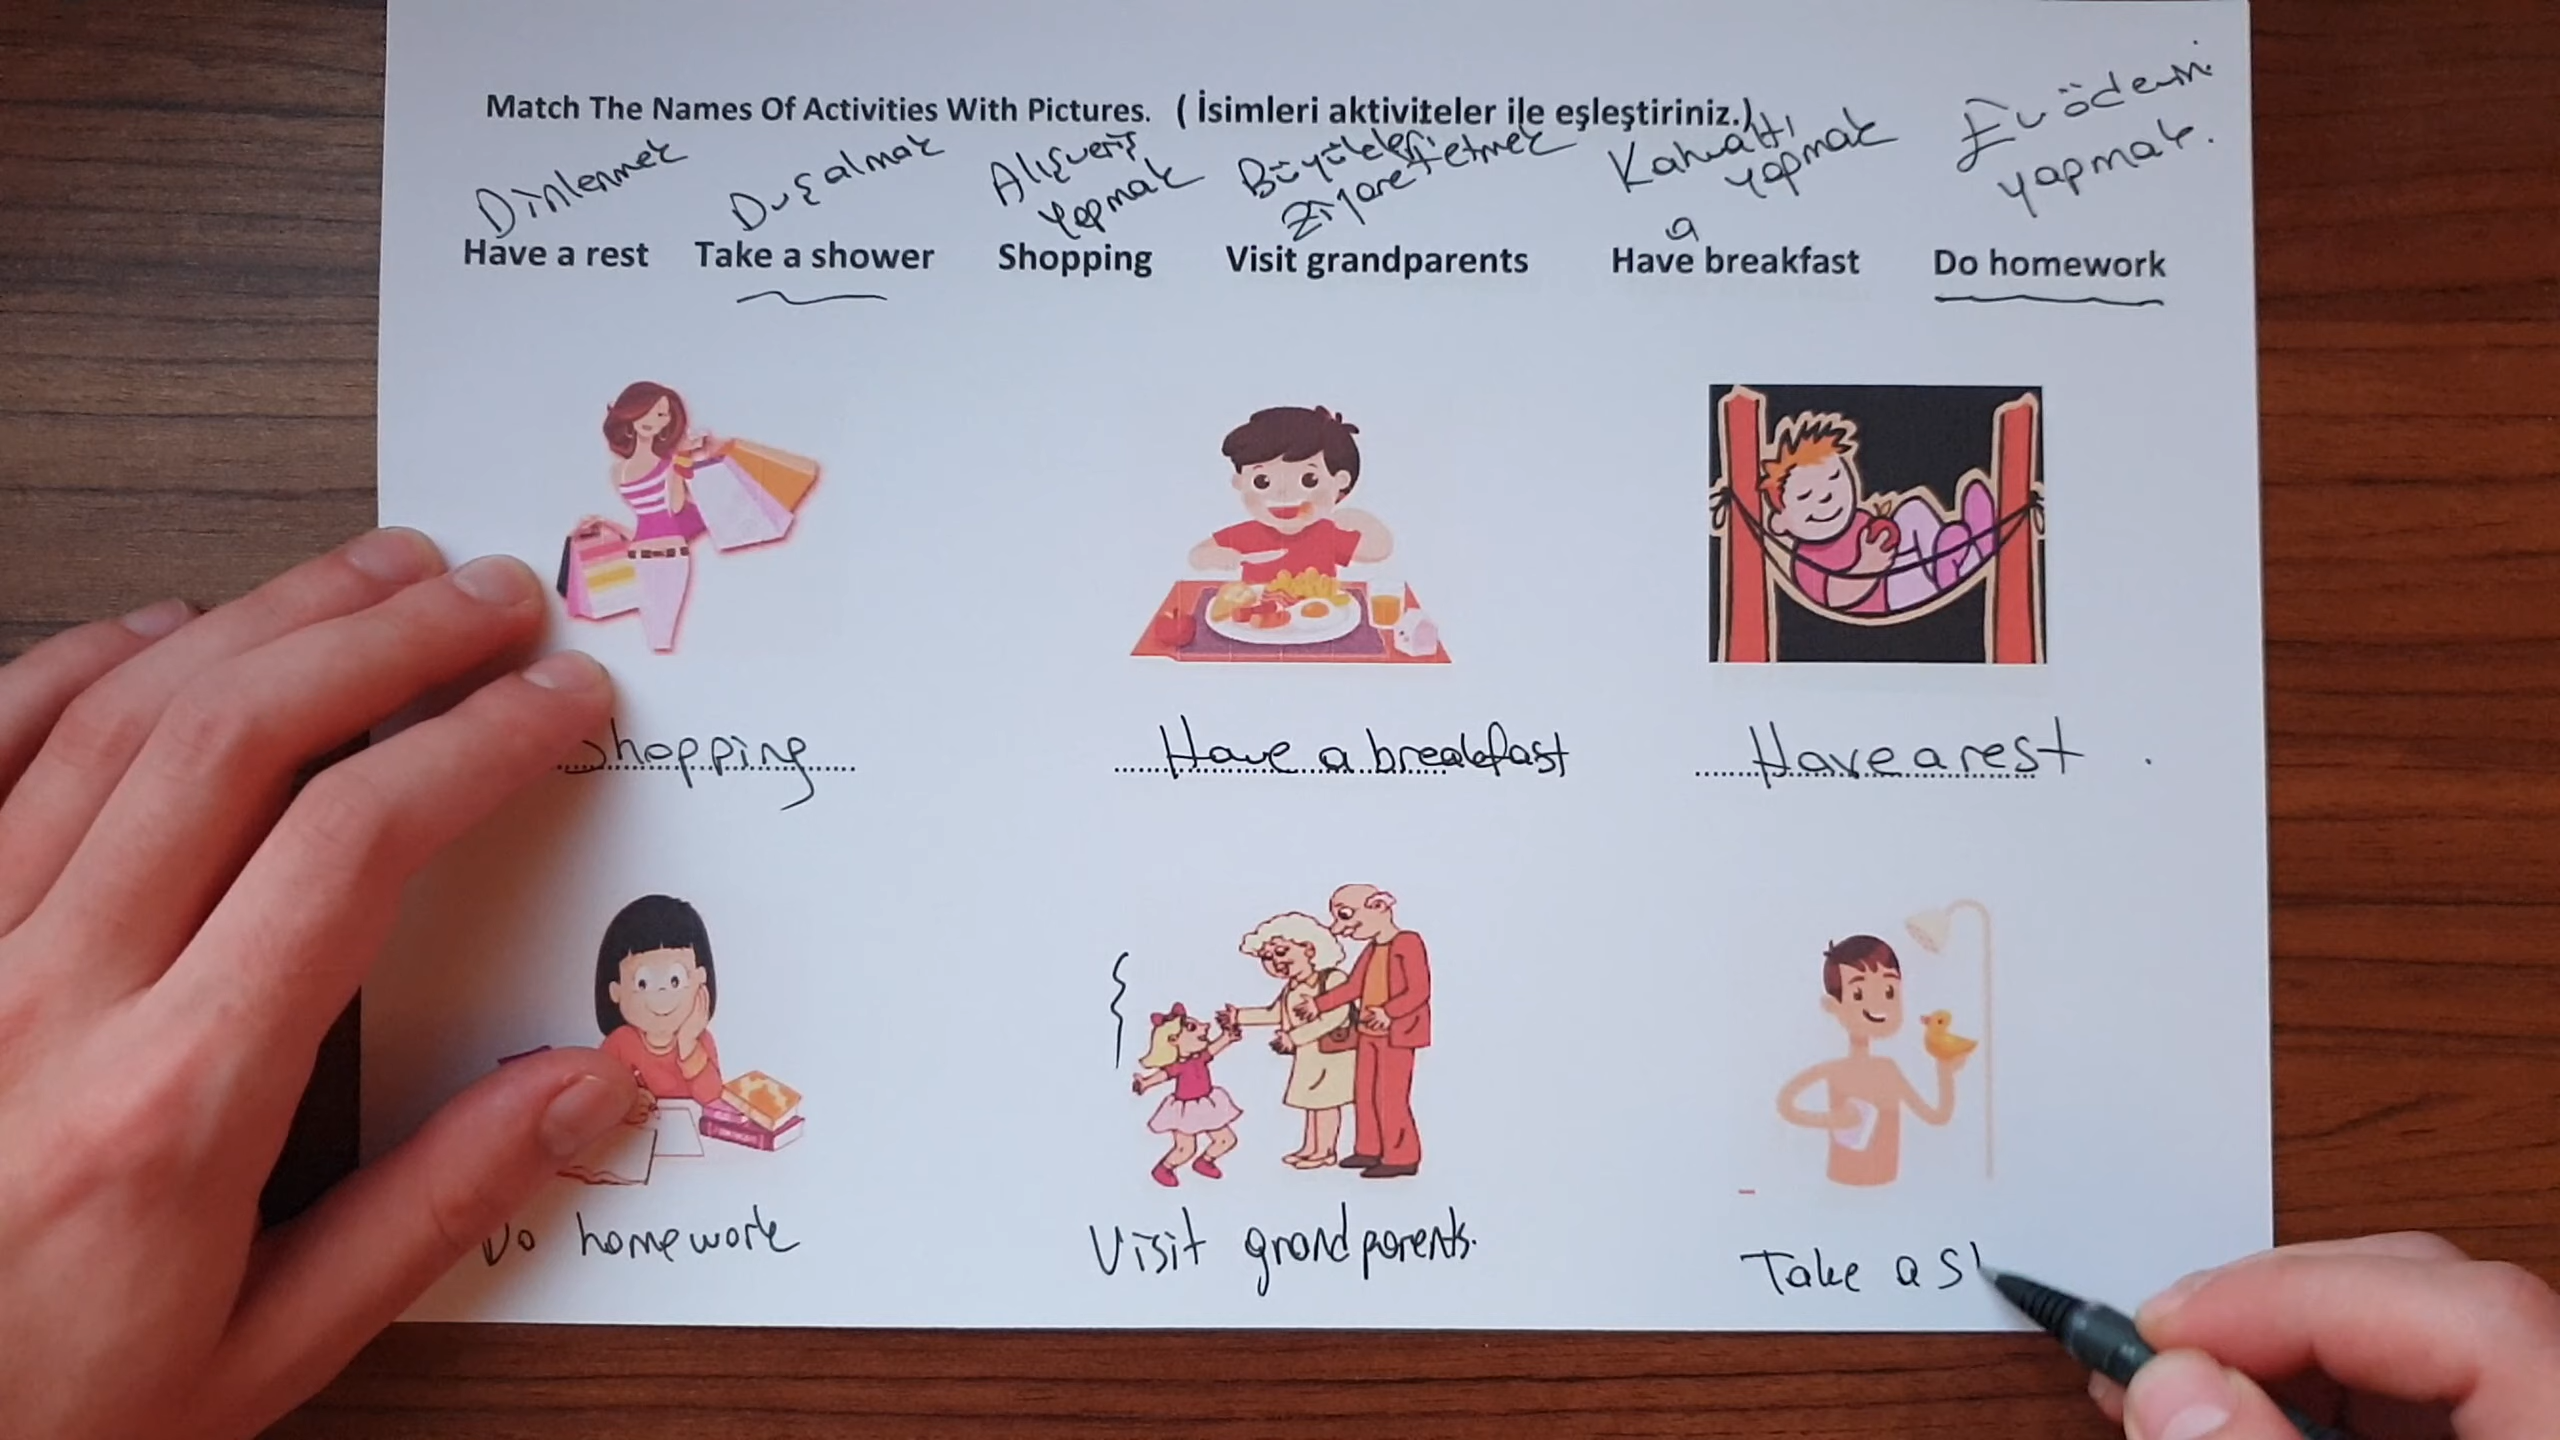 Match The Names Of Activities With Pictures. ( İsimleri aktiviteler ile eşleştiriniz.)
Dinlenmek Duş almak Alışveriş yapmak Büyükleri ziyaret etmek Kahvaltı yapmak Ev ödevini yapmak.
a
Have a rest Take a shower Shopping Visit grandparents Have breakfast Do homework
Shopping Have a breakfast Have a rest .
Do homework Visit grandparents. Take a sh